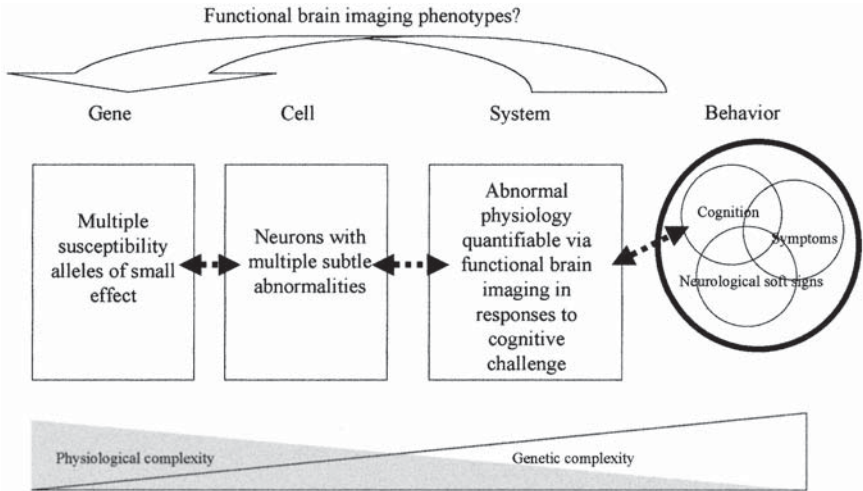 Functional brain imaging phenotypes?
Gene
Cell
System
Behavior
Multiple
susceptibility
alleles of small
effect
Neurons with
multiple subtle
abnormalities
Abnormal
physiology
quantifiable via
functional brain
imaging in
responses to
cognitive
challenge
Cognition
Symptoms
Neurological soft signs
Physiological complexity
Genetic complexity